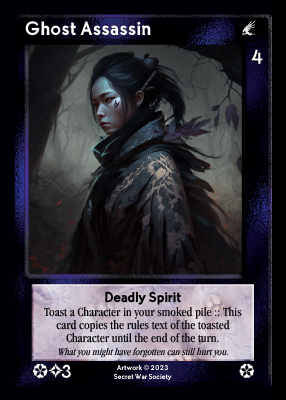 Ghost Assassin
4
Deadly Spirit
Toast a Character in your smoked pile :: This
card copies the rules text of the toasted
Character until the end of the turn.
What you might have forgotten can still hurt you.
3
Artwork © 2023
Secret War Society